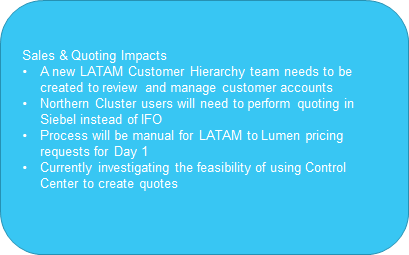 Sales & Quoting Impacts
• A new LATAM Customer Hierarchy team needs to be
created to review and manage customer accounts
• Northern Cluster users will need to perform quoting in
Siebel instead of IFO
• Process will be manual for LATAM to Lumen pricing
requests for Day 1
• Currently investigating the feasibility of using Control
Center to create quotes